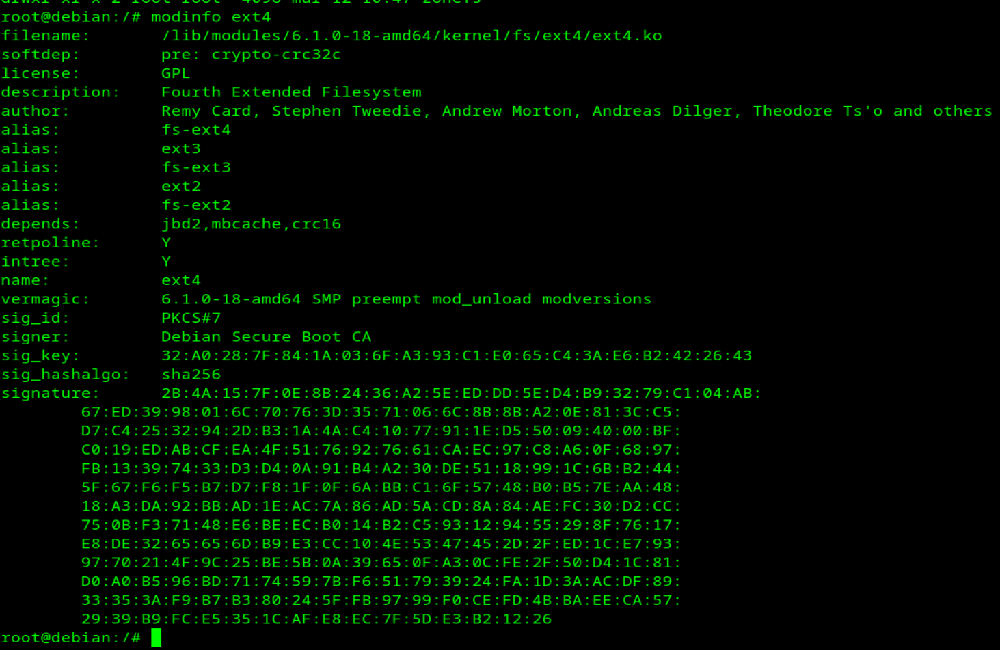 root@debian:/# modinfo ext4
filename:       /lib/modules/6.1.0-18-amd64/kernel/fs/ext4/ext4.ko
softdep:        pre: crypto-crc32c
license:        GPL
description:    Fourth Extended Filesystem
author:         Remy Card, Stephen Tweedie, Andrew Morton, Andreas Dilger, Theodore Ts'o and others
alias:          fs-ext4
alias:          ext3
alias:          fs-ext3
alias:          ext2
alias:          fs-ext2
depends:        jbd2,mbcache,crc16
retpoline:      Y
intree:         Y
name:           ext4
vermagic:       6.1.0-18-amd64 SMP preempt mod_unload modversions
sig_id:         PKCS#7
signer:         Debian Secure Boot CA
sig_key:        32:A0:28:7F:84:1A:03:6F:A3:93:C1:E0:65:C4:3A:E6:B2:42:26:43
sig_hashalgo:   sha256
signature:      2B:4A:15:7F:0E:8B:24:36:A2:5E:ED:DD:5E:D4:B9:32:79:C1:04:AB:
        67:ED:39:98:01:6C:70:76:3D:35:71:06:6C:8B:8B:A2:0E:81:3C:C5:
        D7:C4:25:32:94:2D:B3:1A:4A:C4:10:77:91:1E:D5:50:09:40:00:BF:
        C0:19:ED:AB:CF:EA:4F:51:76:92:76:61:CA:EC:97:C8:A6:0F:68:97:
        FB:13:39:74:33:D3:D4:0A:91:B4:A2:30:DE:51:18:99:1C:6B:B2:44:
        5F:67:F6:F5:B7:D7:F8:1F:0F:6A:BB:C1:6F:57:48:B0:B5:7E:AA:48:
        18:A3:DA:92:BB:AD:1E:AC:7A:86:AD:5A:CD:8A:84:AE:FC:30:D2:CC:
        75:0B:F3:71:48:E6:BE:EC:B0:14:B2:C5:93:12:94:55:29:8F:76:17:
        E8:DE:32:65:65:6D:B9:E3:CC:10:4E:53:47:45:2D:2F:ED:1C:E7:93:
        97:70:21:4F:9C:25:BE:5B:0A:39:65:0F:A3:0C:FE:2F:50:D4:1C:81:
        D0:A0:B5:96:BD:71:74:59:7B:F6:51:79:39:24:FA:1D:3A:AC:DF:89:
        33:35:3A:F9:B7:B3:80:24:5F:FB:97:99:F0:CE:FD:4B:BA:EE:CA:57:
        29:39:B9:FC:E5:35:1C:AF:E8:EC:7F:5D:E3:B2:12:26
root@debian:/#